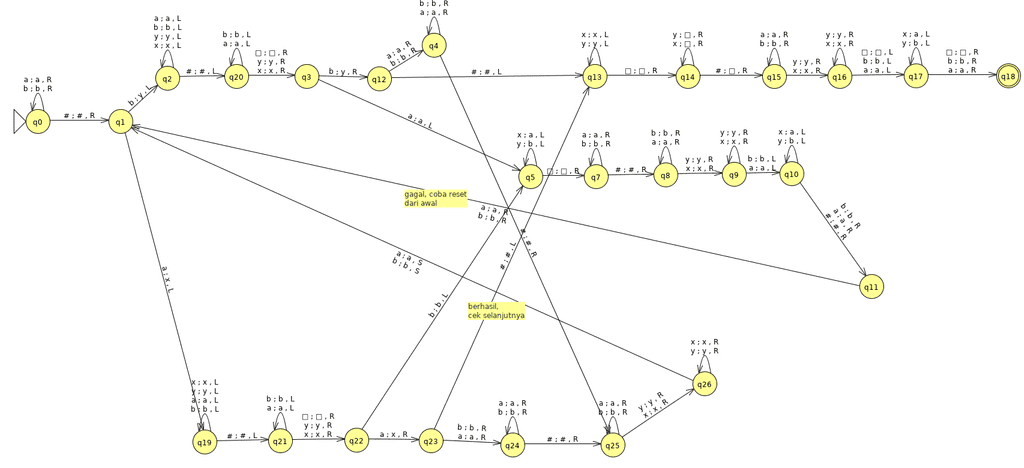 b ; b , R
a ; a , R
q4
a ; a , L
b ; b , L
y ; y , L
x ; x , L
q2
# ; # , L
b ; b , L
a ; a , L
q20
□ ; □ , R
y ; y , R
x ; x , R
q3
b ; y , R
q12
a ; a , R
b ; b , R
# ; # , L
x ; x , L
y ; y , L
q13
□ ; □ , R
y ; □ , R
x ; □ , R
q14
# ; □ , R
a ; a , R
b ; b , R
q15
y ; y , R
x ; x , R
y ; y , R
x ; x , R
q16
□ ; □ , L
b ; b , L
a ; a , L
x ; a , L
y ; b , L
q17
□ ; □ , R
b ; b , R
a ; a , R
q18
a ; a , R
b ; b , R
q0
# ; # , R
q1
b ; y , L
a ; a , L
x ; a , L
y ; b , L
q5
□ ; □ , R
a ; a , R
b ; b , R
q7
# ; # , R
b ; b , R
a ; a , R
q8
y ; y , R
x ; x , R
y ; y , R
x ; x , R
q9
b ; b , L
a ; a , L
x ; a , L
y ; b , L
q10
b ; b , R
a ; a , R
# ; # , R
q11
gagal, coba reset
dari awal
a ; a , R
b ; b , R
# ; # , R
# ; # , L
a ; a , S
b ; b , S
a ; x , L
b ; b , L
berhasil,
cek selanjutnya
x ; x , R
y ; y , R
q26
y ; y , R
x ; x , R
x ; x , L
y ; y , L
a ; a , L
b ; b , L
q19
# ; # , L
b ; b , L
a ; a , L
q21
□ ; □ , R
y ; y , R
x ; x , R
q22
a ; x , R
q23
b ; b , R
a ; a , R
a ; a , R
b ; b , R
q24
# ; # , R
a ; a , R
b ; b , R
q25